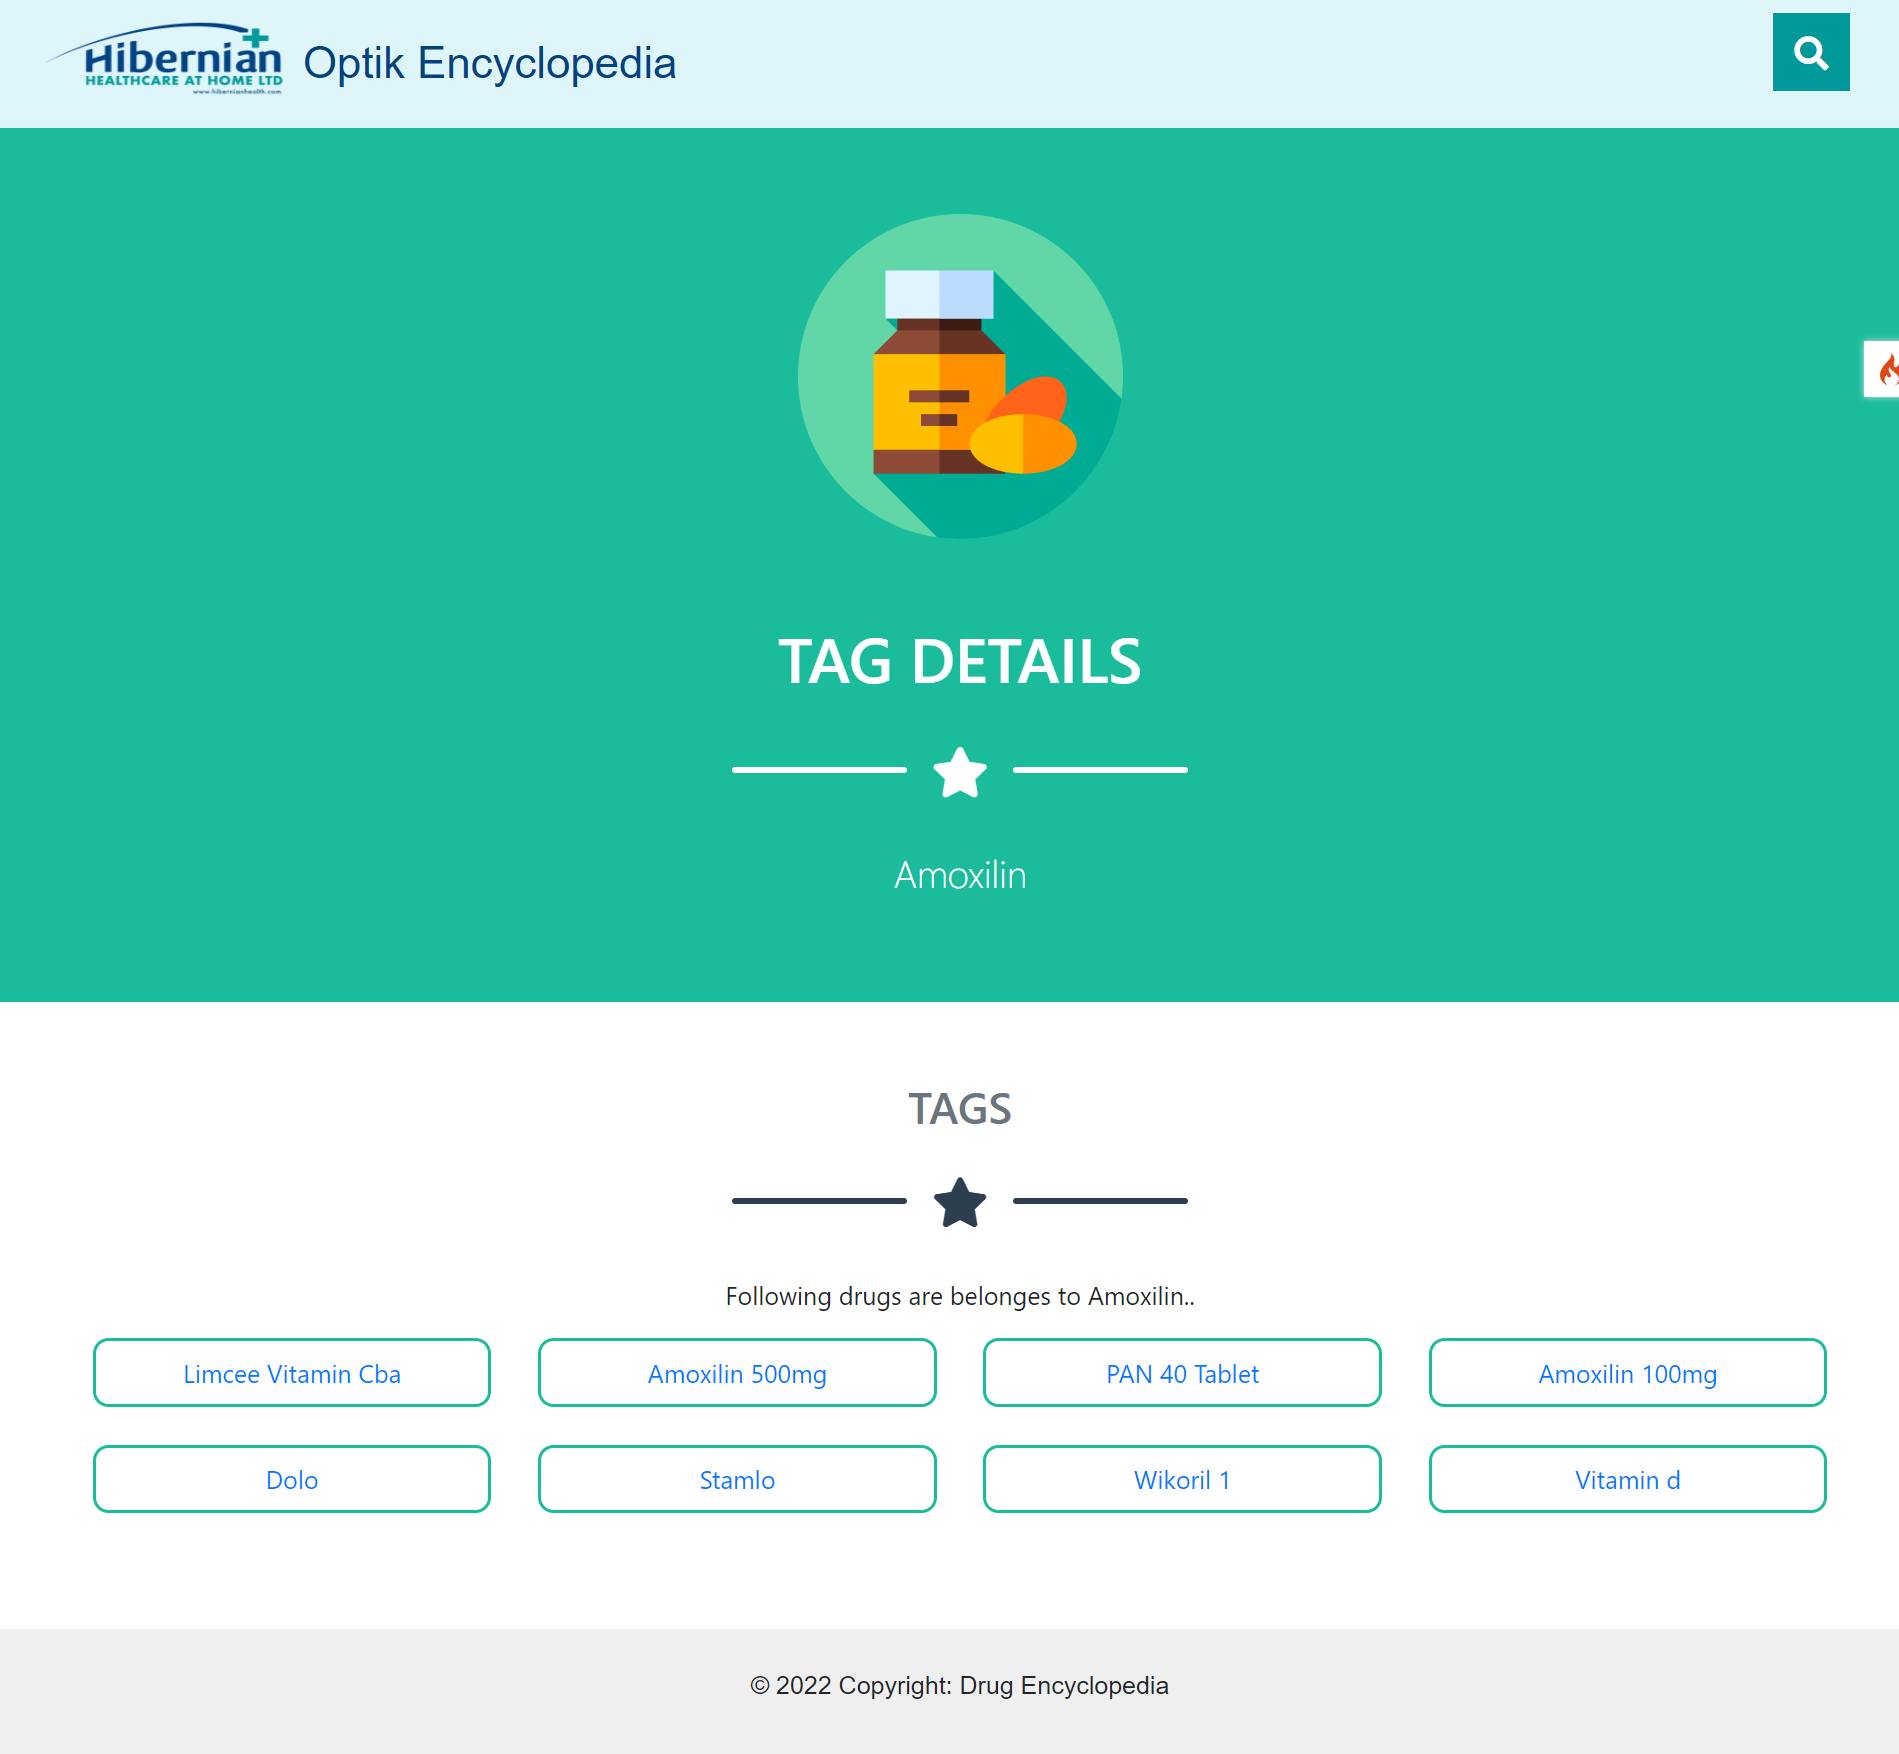 Hibernian
HEALTHCARE AT HOME LTD
www.hibernianhealth.com
Optik Encyclopedia
TAG DETAILS
Amoxilin
TAGS
Following drugs are belonges to Amoxilin..
Limcee Vitamin Cba
Amoxilin 500mg
PAN 40 Tablet
Amoxilin 100mg
Dolo
Stamlo
Wikoril 1
Vitamin d
© 2022 Copyright: Drug Encyclopedia